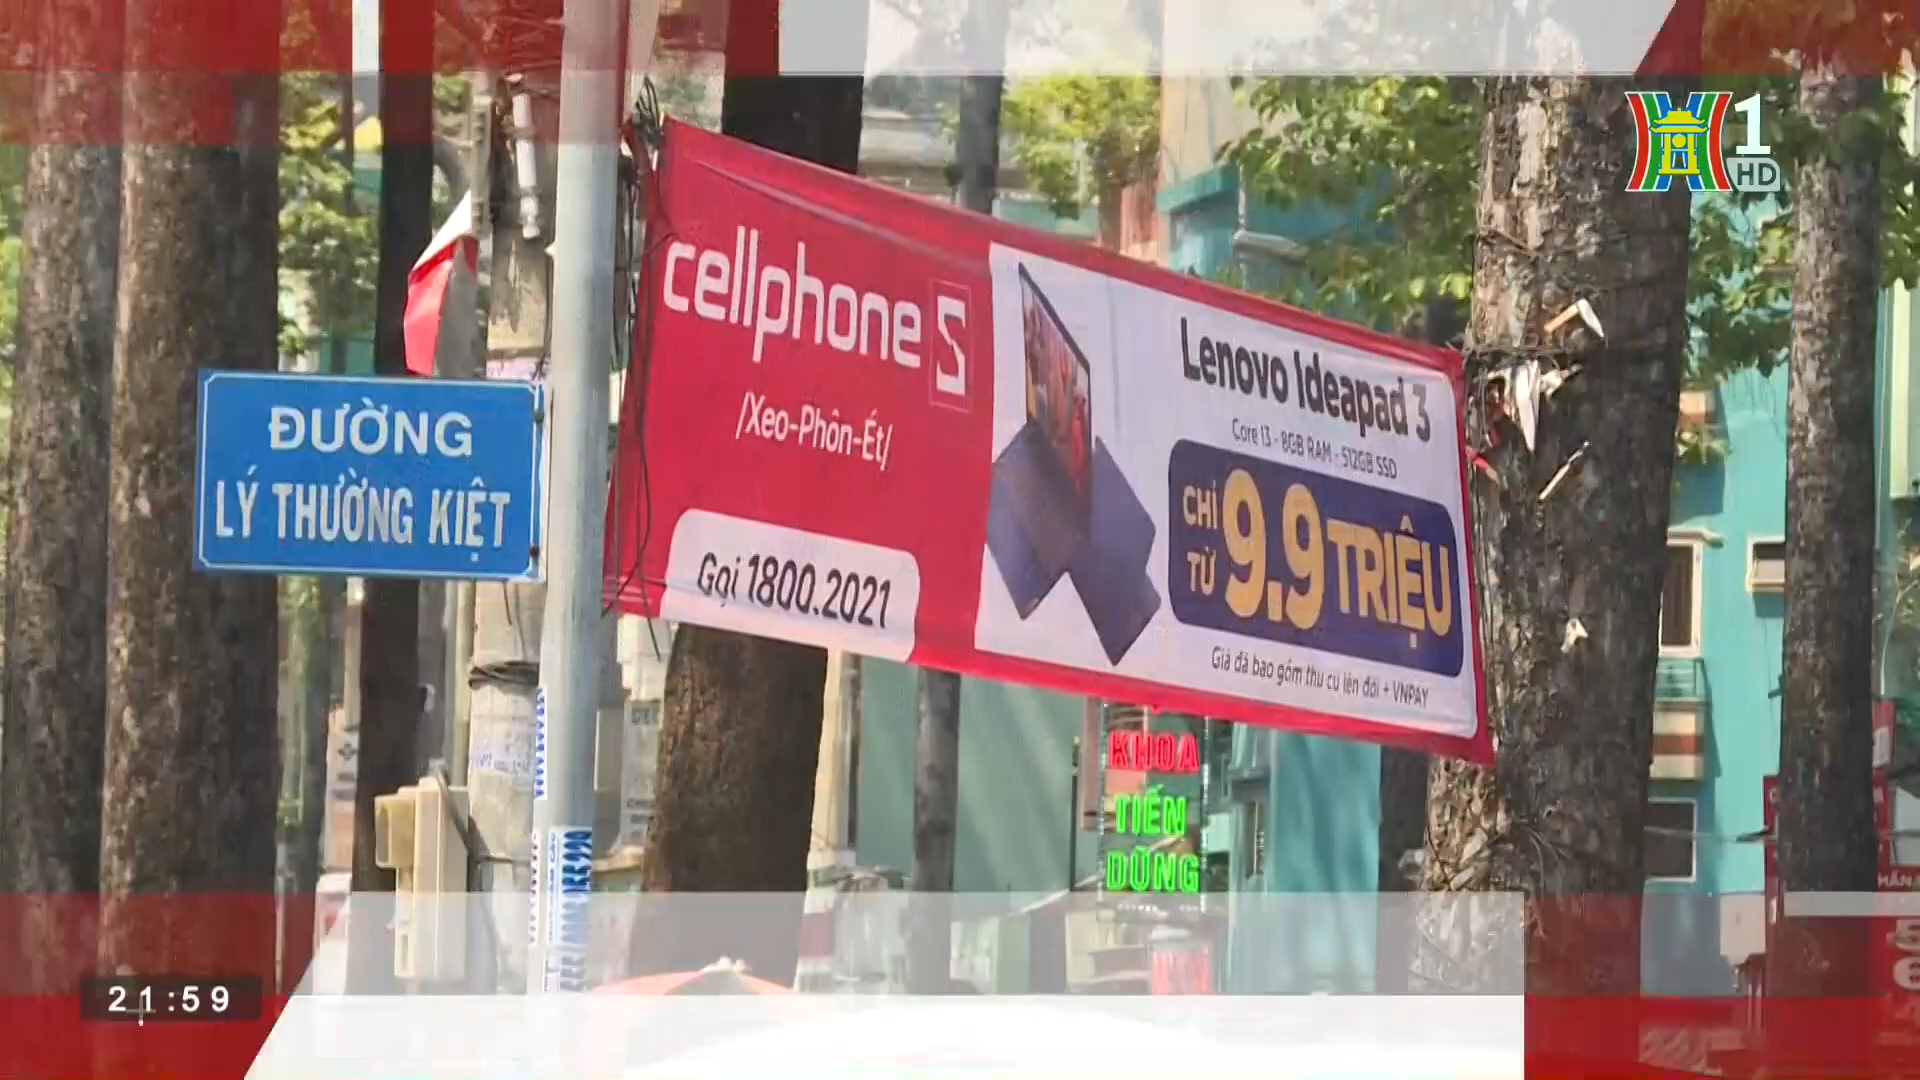 1
HD
ĐƯỜNG
LÝ THƯỜNG KIỆT
cellphoneS
/Xeo-Phôn-Ét/
Gọi 1800.2021
Lenovo Ideapad 3
Core I3 - 8GB RAM - 512GB SSD
CHỈ TỪ 9.9 TRIỆU
Giá đã bao gồm thu cũ lên đời + VNPAY
KHOA
TIẾN
DŨNG
21:59